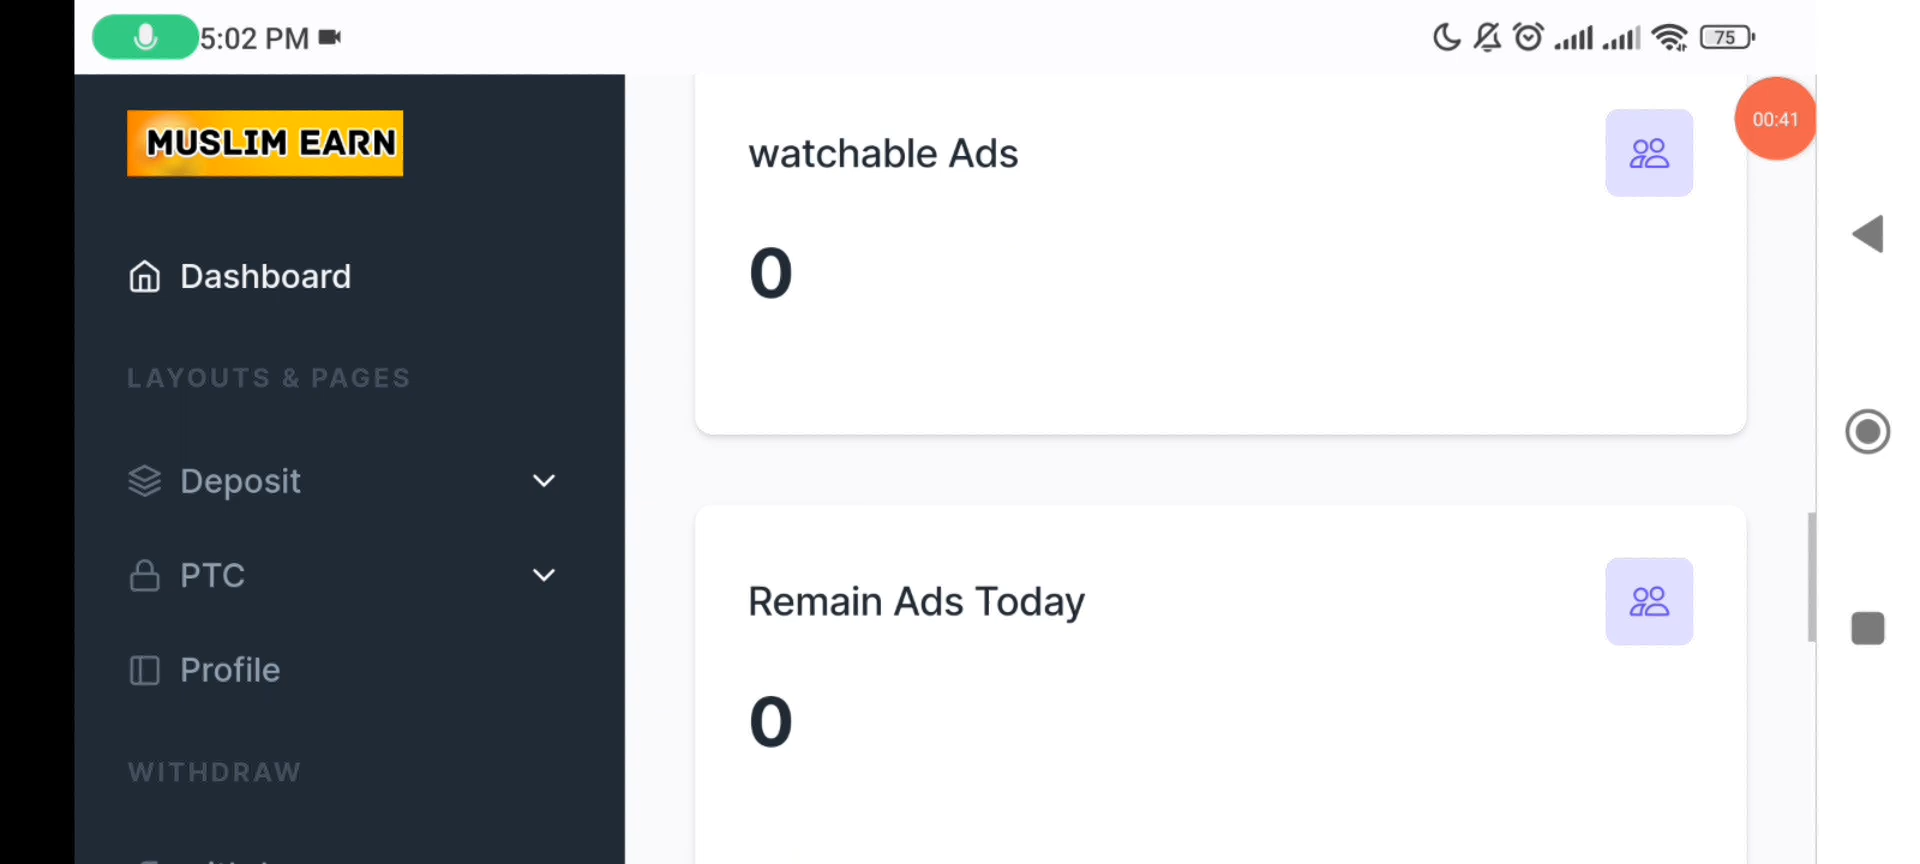 5:02 PM
75
MUSLIM EARN
00:41
watchable Ads
0
Dashboard
LAYOUTS & PAGES
Deposit
PTC
Profile
WITHDRAW
Remain Ads Today
0